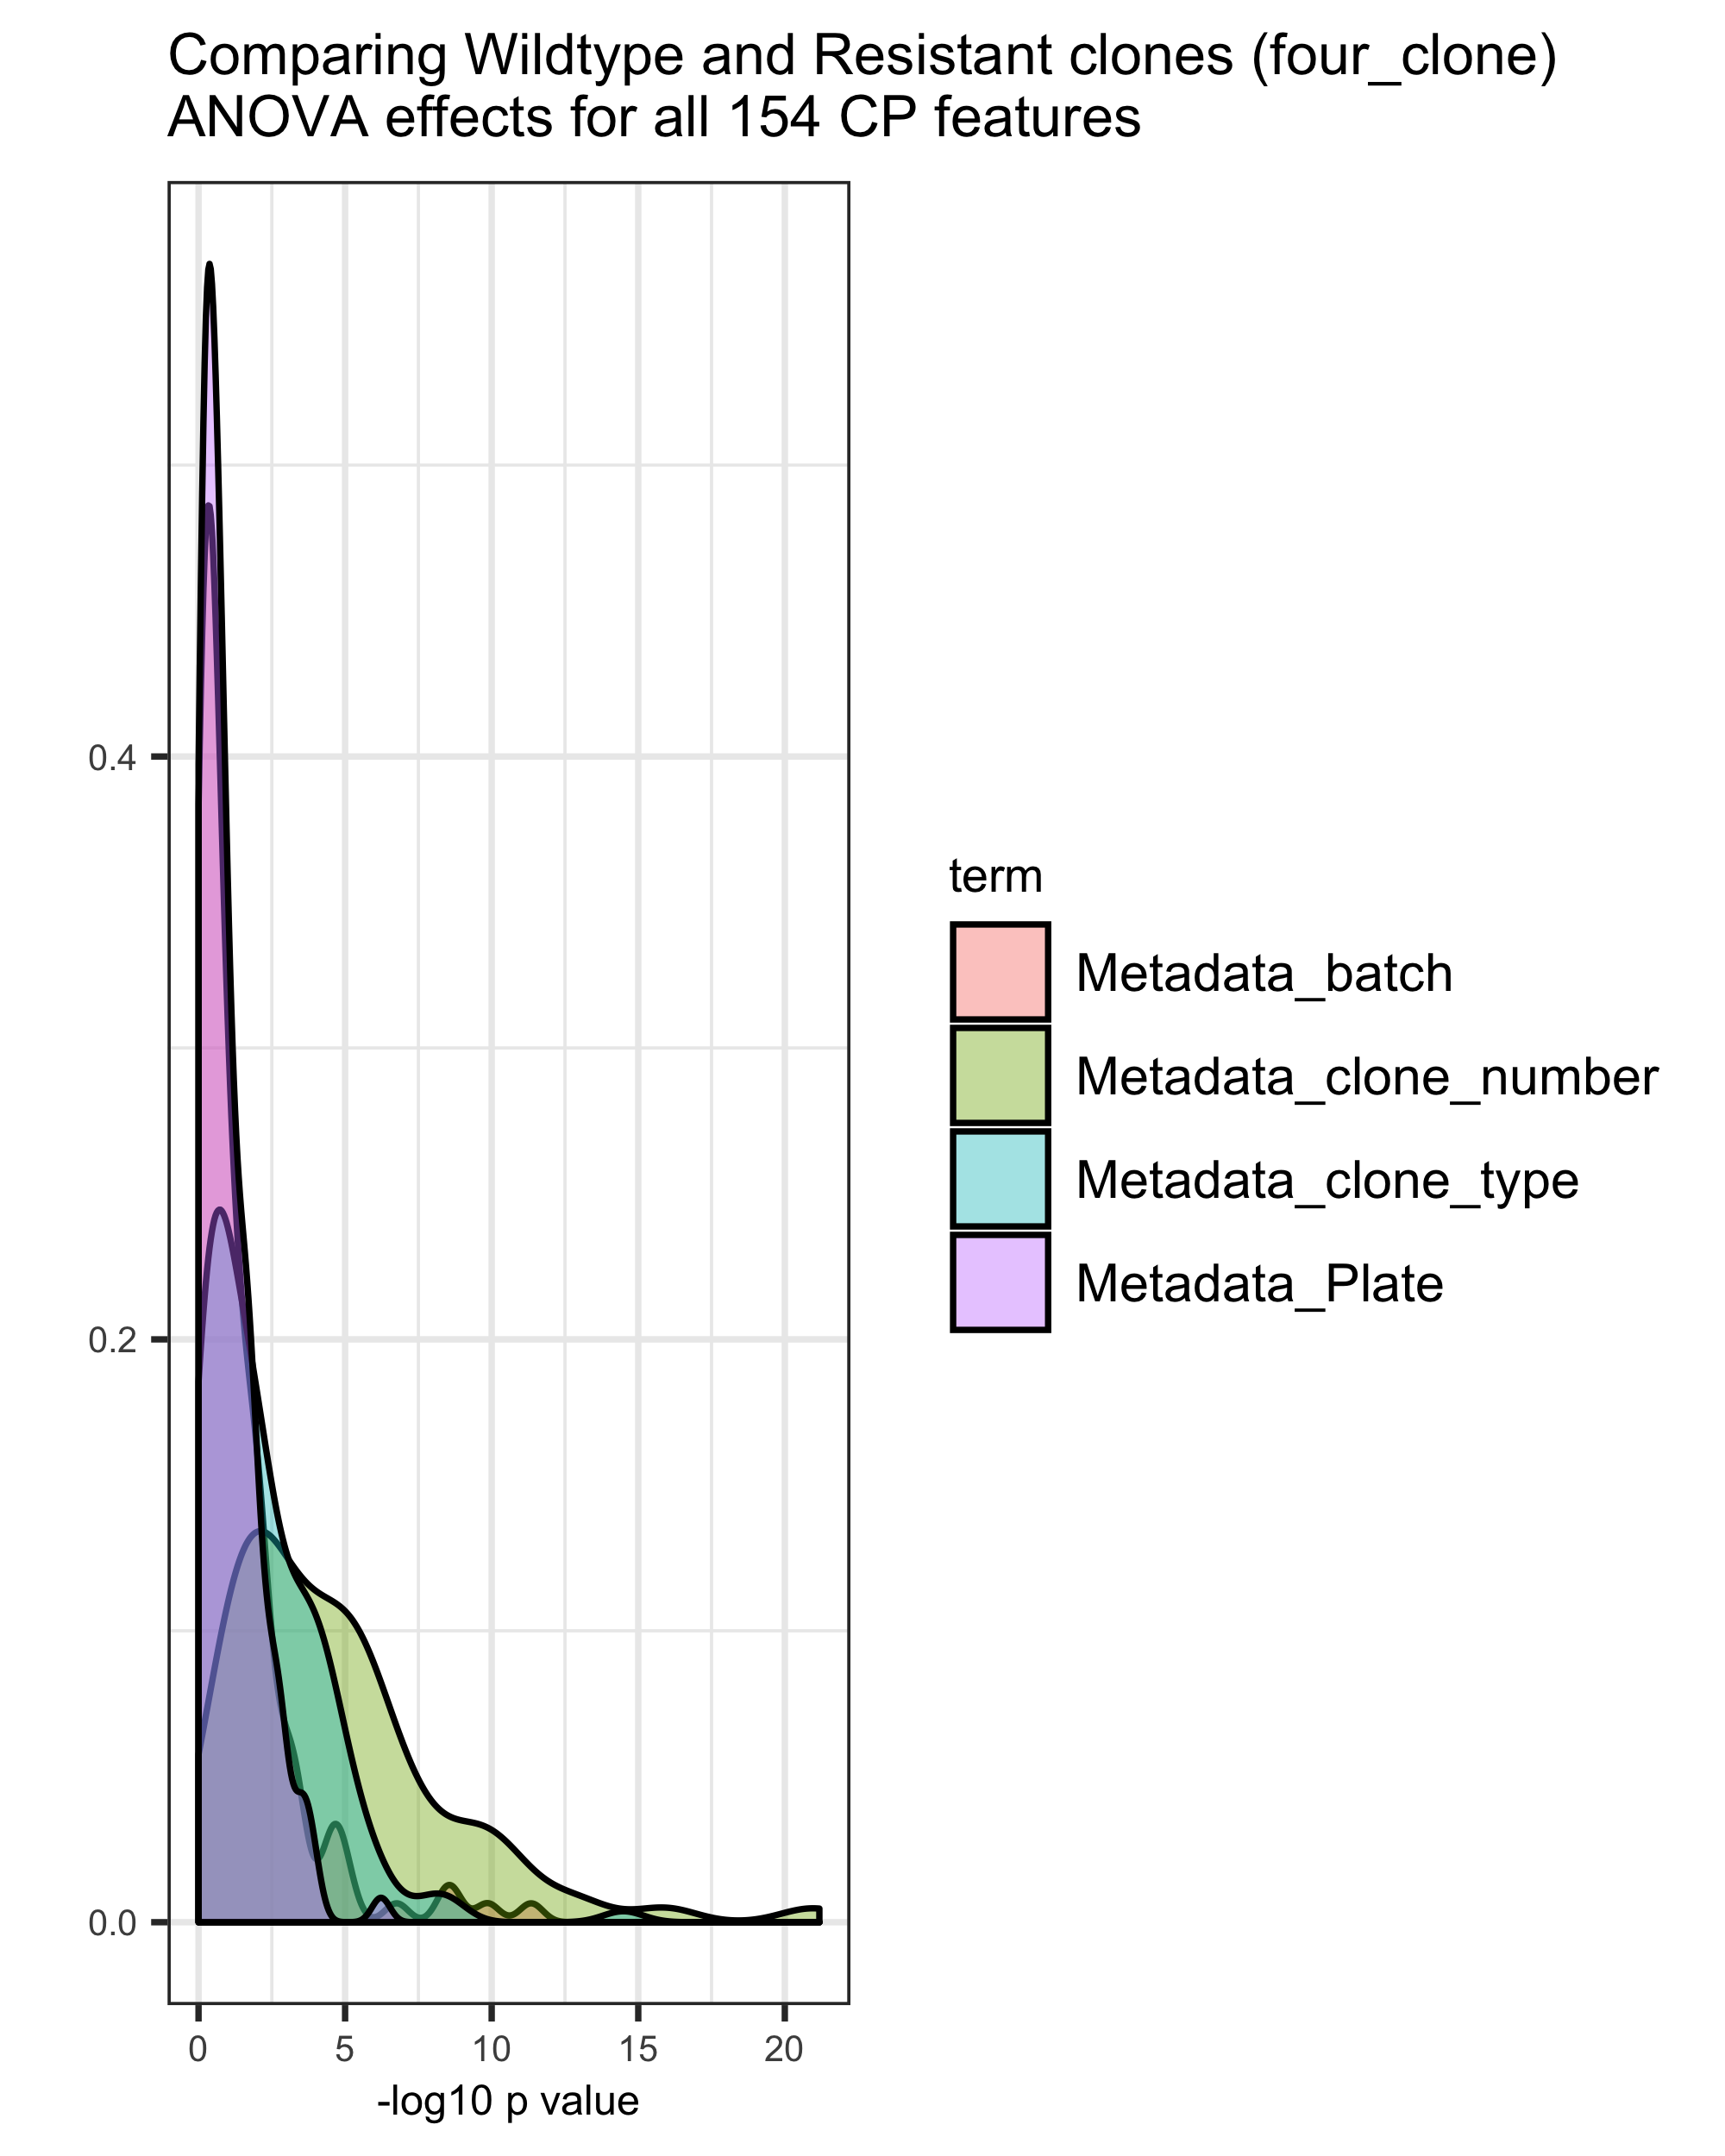 Comparing Wildtype and Resistant clones (four_clone)
ANOVA effects for all 154 CP features
0.4
0.2
0.0
0 5 10 15 20
-log10 p value
term
Metadata_batch
Metadata_clone_number
Metadata_clone_type
Metadata_Plate